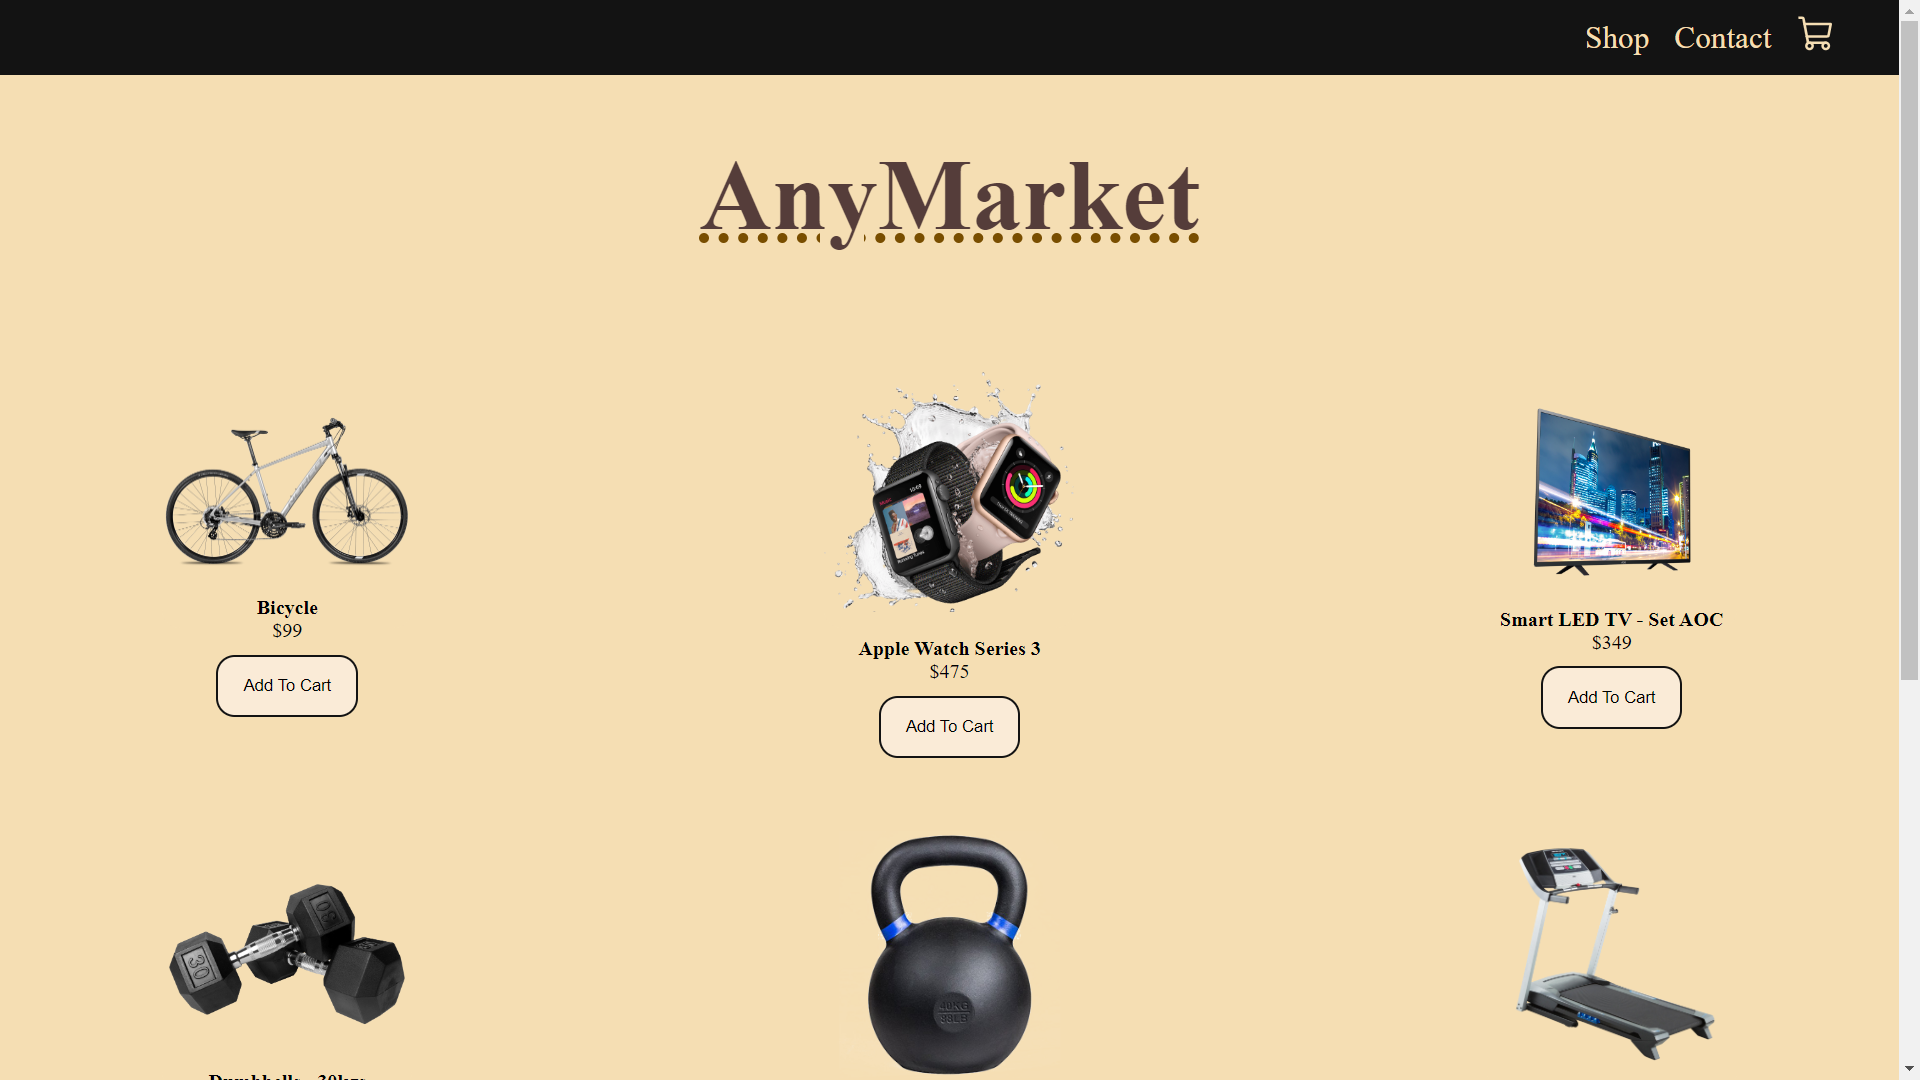 Shop Contact
AnyMarket
Bicycle
$99
Add To Cart
Apple Watch Series 3
$475
Add To Cart
Smart LED TV - Set AOC
$349
Add To Cart
30
30
40KG
88LB